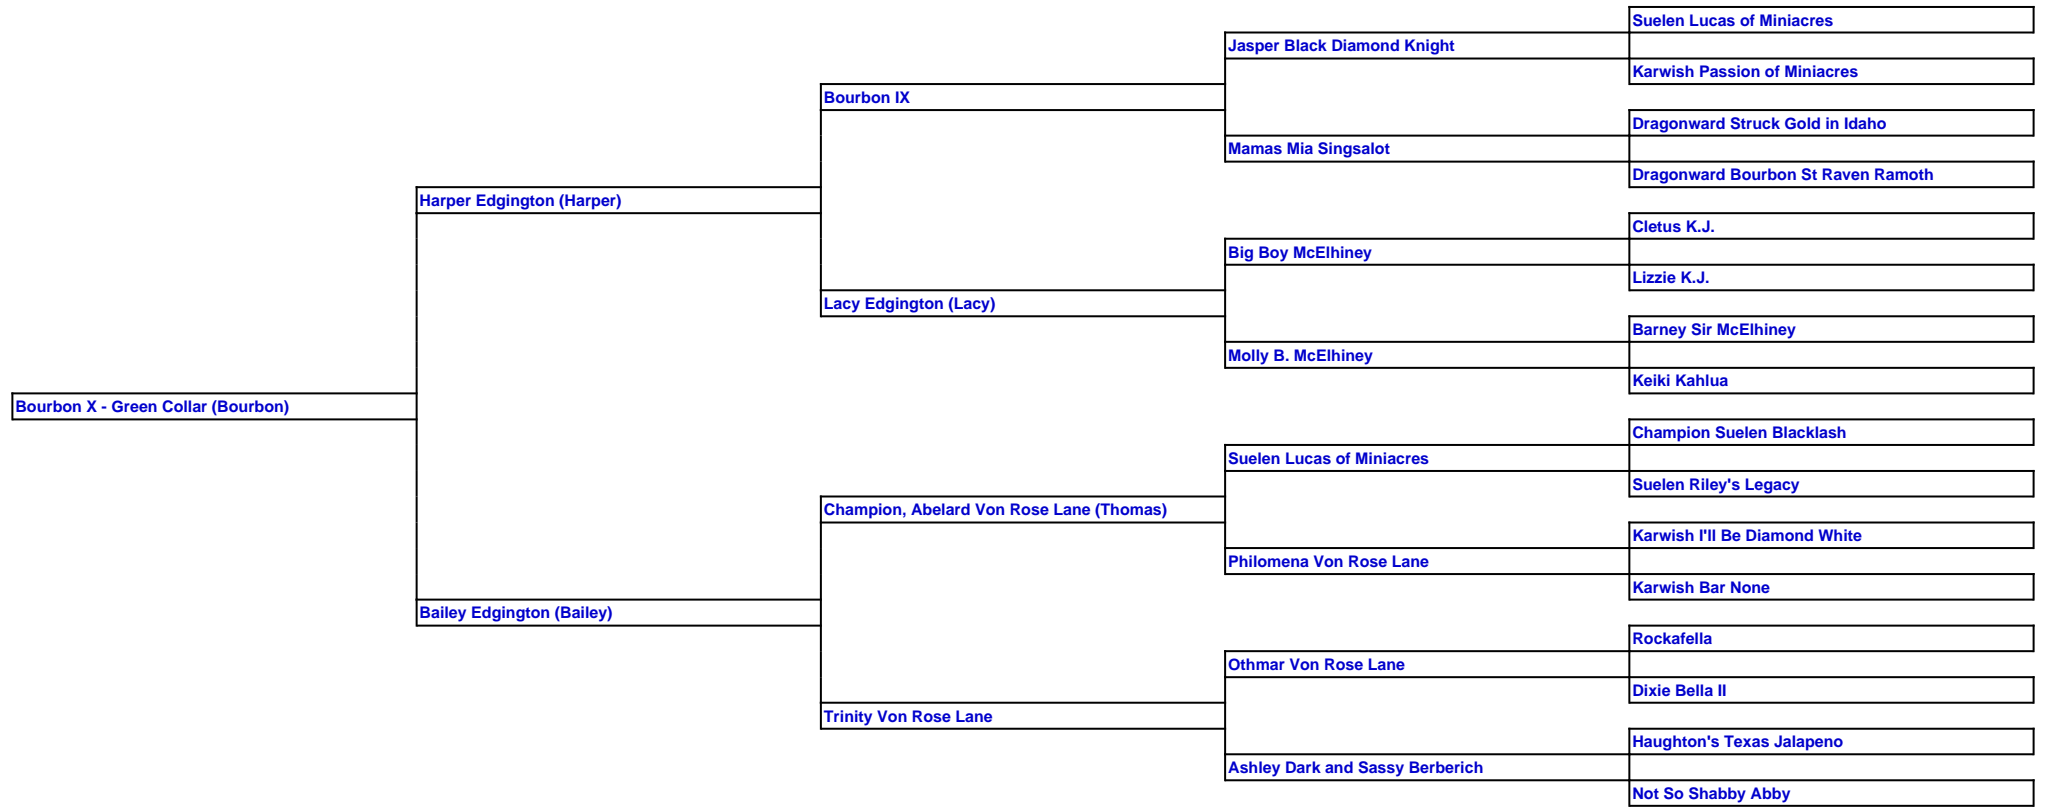 Suelen Lucas of Miniacres
Jasper Black Diamond Knight
Karwish Passion of Miniacres
Bourbon IX
Dragonward Struck Gold in Idaho
Mamas Mia Singsalot
Dragonward Bourbon St Raven Ramoth
Harper Edgington (Harper)
Cletus K.J.
Big Boy McElhiney
Lizzie K.J.
Lacy Edgington (Lacy)
Barney Sir McElhiney
Molly B. McElhiney
Keiki Kahlua
Bourbon X - Green Collar (Bourbon)
Champion Suelen Blacklash
Suelen Lucas of Miniacres
Suelen Riley's Legacy
Champion, Abelard Von Rose Lane (Thomas)
Karwish I'll Be Diamond White
Philomena Von Rose Lane
Karwish Bar None
Bailey Edgington (Bailey)
Rockafella
Othmar Von Rose Lane
Dixie Bella II
Trinity Von Rose Lane
Haughton's Texas Jalapeno
Ashley Dark and Sassy Berberich
Not So Shabby Abby